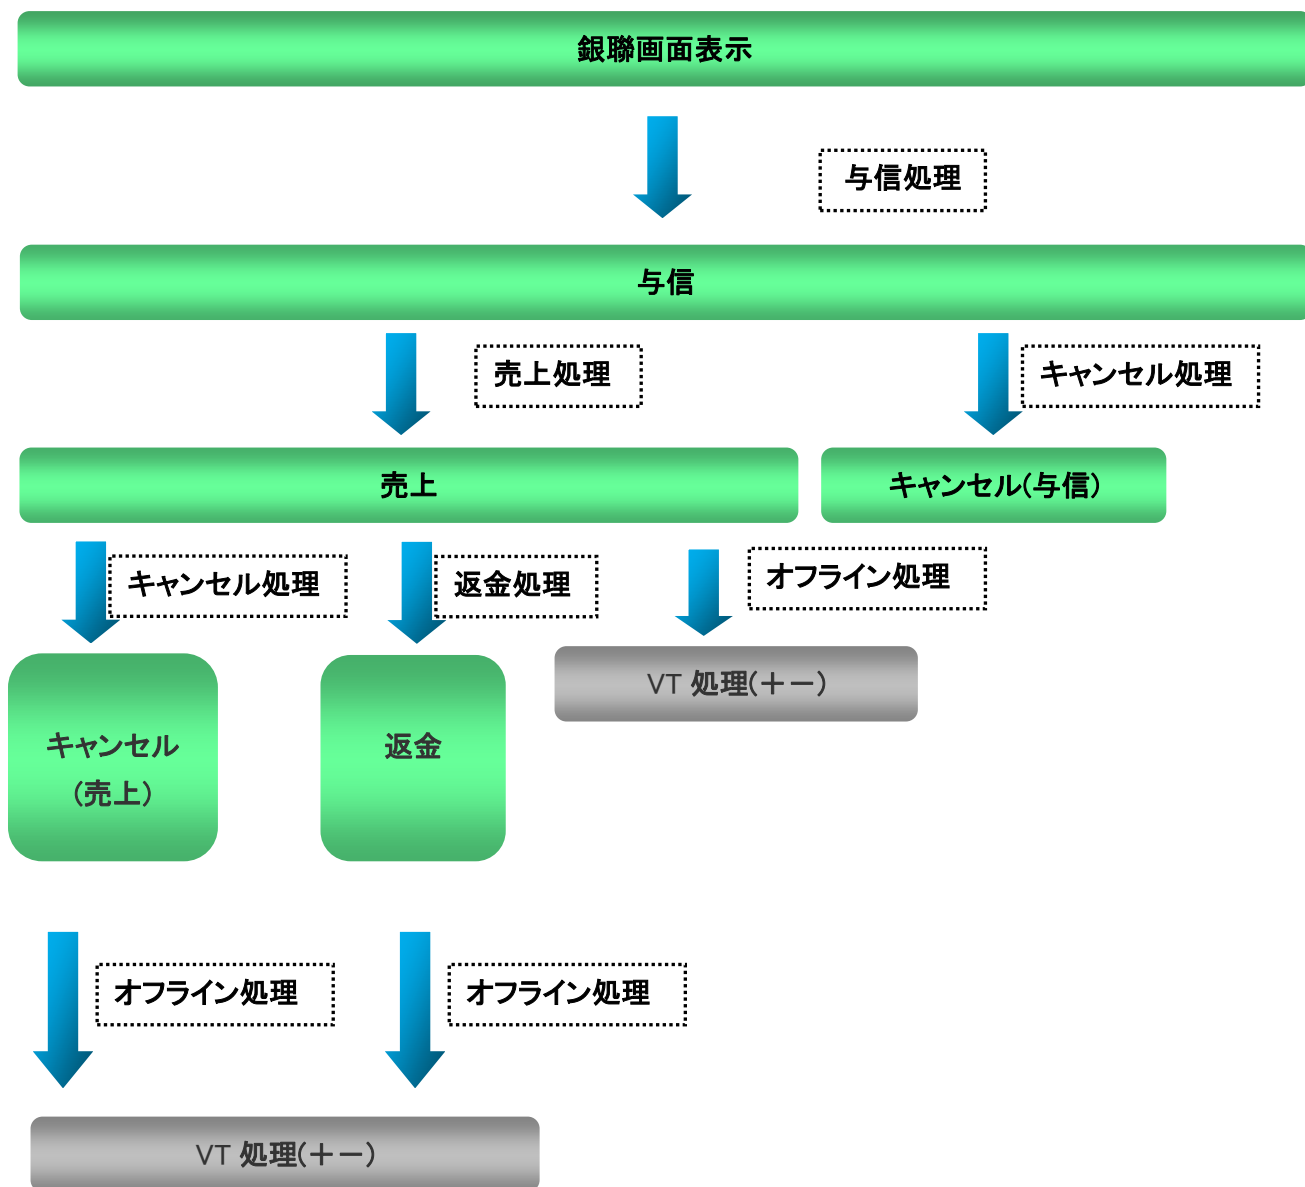 銀聯画面表示
与信処理
与信
売上処理
キャンセル処理
売上
キャンセル(与信)
キャンセル処理
返金処理
オフライン処理
VT 処理(＋－)
キャンセル
(売上)
返金
オフライン処理
オフライン処理
VT 処理(＋－)